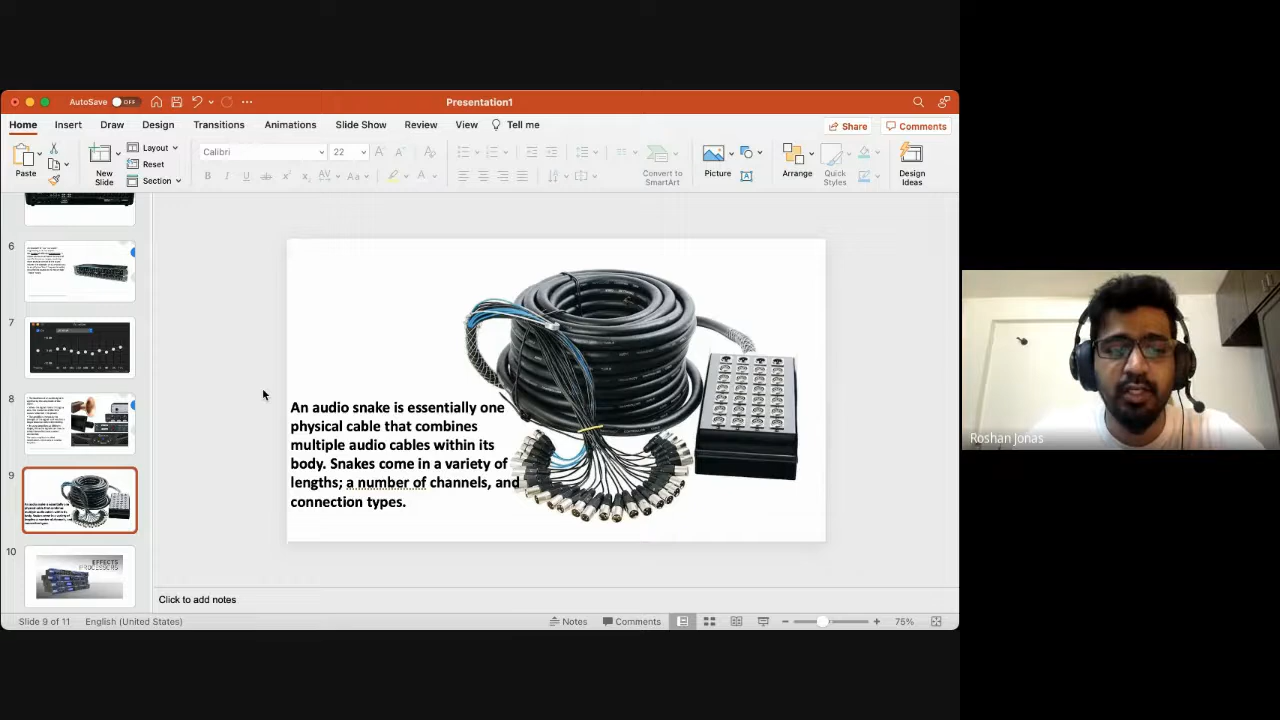 AutoSave OFF
Presentation1
Home Insert Draw Design Transitions Animations Slide Show Review View Tell me
Share Comments
Paste
New Slide
Layout
Reset
Section
Calibri 22
Convert to SmartArt
Picture
Arrange
Quick Styles
Design Ideas
6
7
8
9
10
EFFECTS
PROCESSORS
An audio snake is essentially one
physical cable that combines
multiple audio cables within its
body. Snakes come in a variety of
lengths; a number of channels, and
connection types.
Roshan Jonas
Click to add notes
Slide 9 of 11 English (United States) Notes Comments 75%